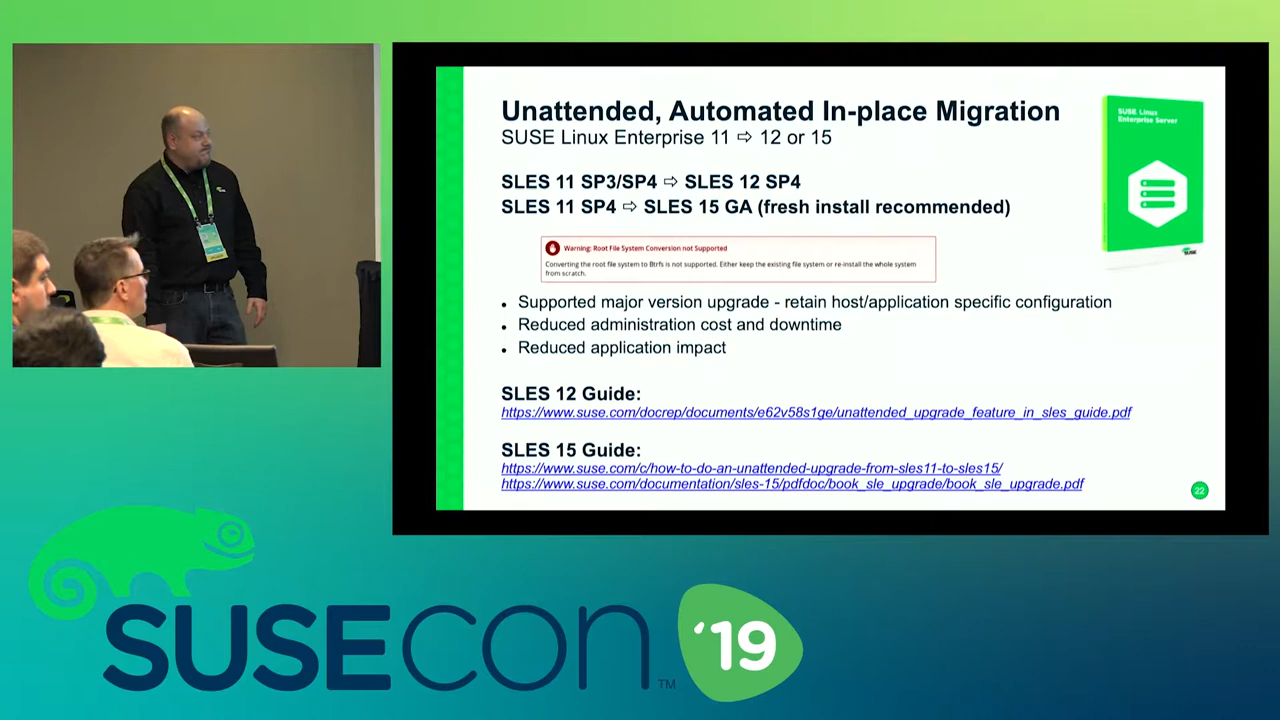 Unattended, Automated In-place Migration
SUSE Linux Enterprise 11 ⇨ 12 or 15
SLES 11 SP3/SP4 ⇨ SLES 12 SP4
SLES 11 SP4 ⇨ SLES 15 GA (fresh install recommended)
Warning: Root File System Conversion not Supported
Converting the root file system to Btrfs is not supported. Either keep the existing file system or re-install the whole system
from scratch.
• Supported major version upgrade - retain host/application specific configuration
• Reduced administration cost and downtime
• Reduced application impact
SLES 12 Guide:
https://www.suse.com/docrep/documents/e62v58s1ge/unattended_upgrade_feature_in_sles_guide.pdf
SLES 15 Guide:
https://www.suse.com/c/how-to-do-an-unattended-upgrade-from-sles11-to-sles15/
https://www.suse.com/documentation/sles-15/pdfdoc/book_sle_upgrade/book_sle_upgrade.pdf
22
SUSE Linux
Enterprise Server
SUSE
SUSECON™ '19